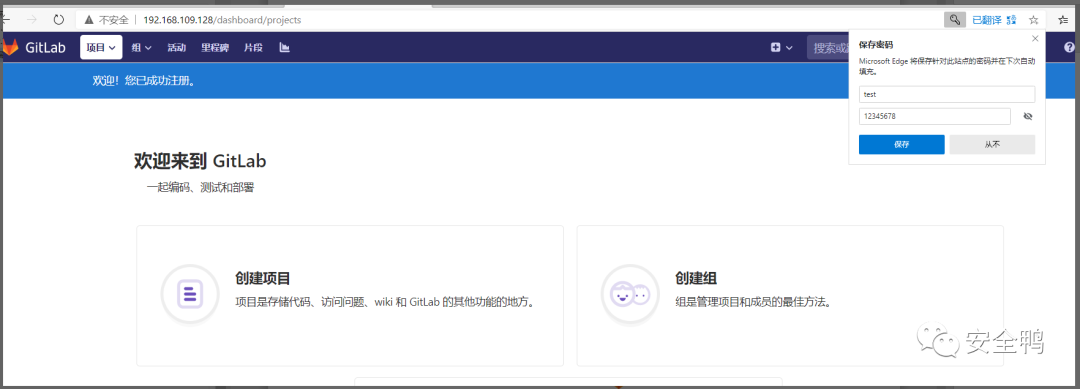 不安全 192.168.109.128/dashboard/projects 已翻译
GitLab 项目 组 活动 里程碑 片段
搜索或
保存密码
Microsoft Edge 将保存针对此站点的密码并在下次自动
填充。
test
12345678
保存 从不
欢迎！您已成功注册。
欢迎来到 GitLab
一起编码、测试和部署
创建项目
项目是存储代码、访问问题、wiki 和 GitLab 的其他功能的地方。
创建组
组是管理项目和成员的最佳方法。
安全鸭